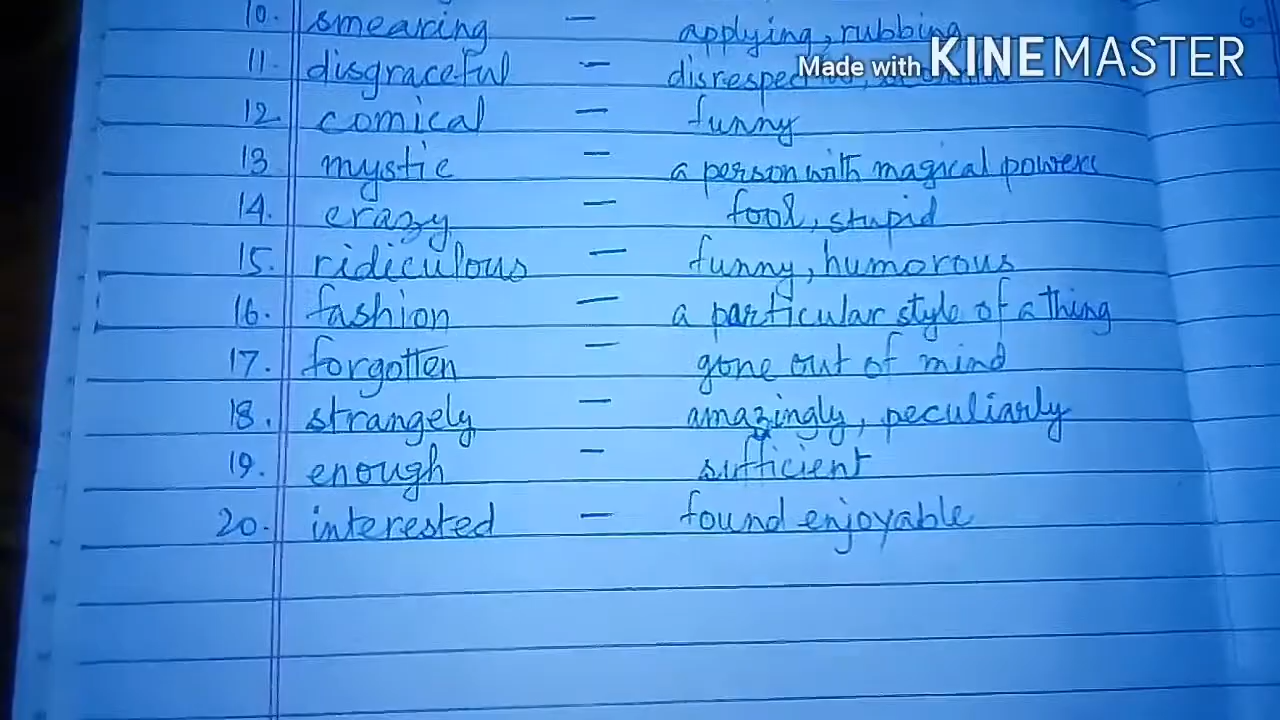 10. smearing - applying, rubbing
Made with KINEMASTER
11. disgraceful -
12. comical - funny
13 mystic - a person with magical powers
14. crazy - fool, stupid
15. ridiculous - funny, humorous
16. fashion - a particular style of a thing
17. forgotten - gone out of mind
18. strangely - amazingly, peculiarly
19. enough - sufficient
20. interested - found enjoyable